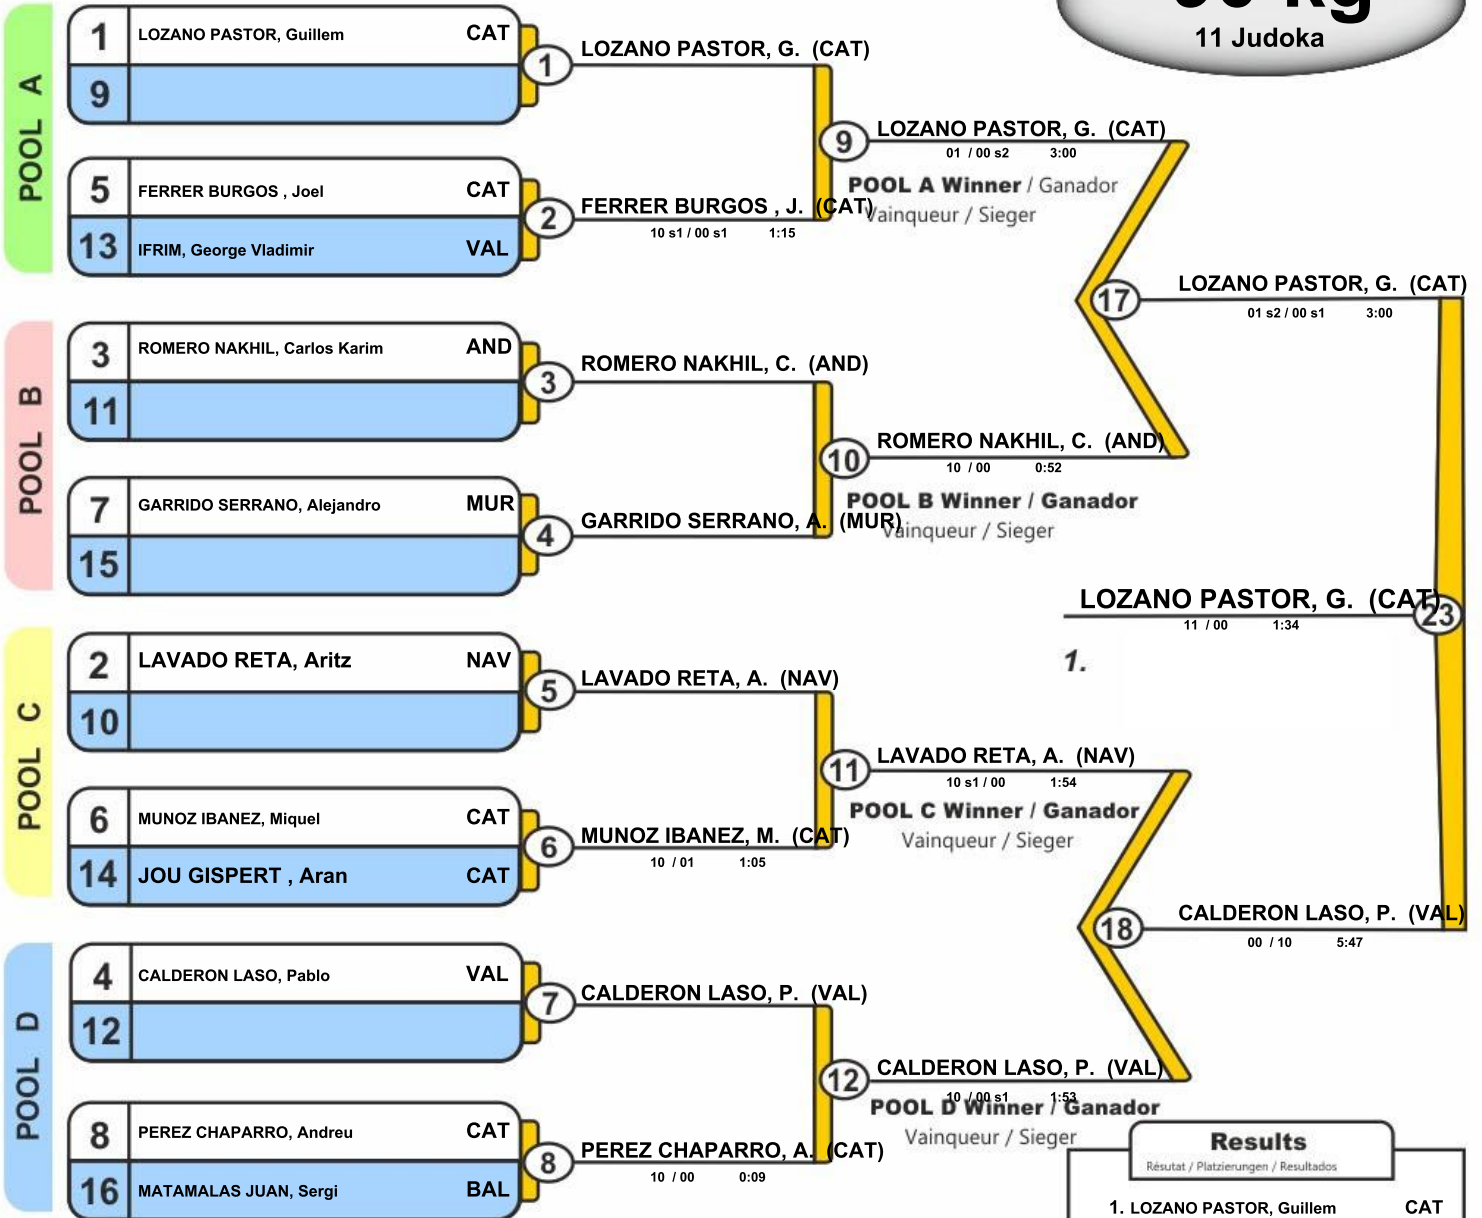 11 Judoka
POOL A
1 LOZANO PASTOR, Guillem CAT
9
5 FERRER BURGOS , Joel CAT
13 IFRIM, George Vladimir VAL
1 LOZANO PASTOR, G. (CAT)
2 FERRER BURGOS , J. (CAT)
10 s1 / 00 s1 1:15
9 LOZANO PASTOR, G. (CAT)
01 / 00 s2 3:00
POOL A Winner / Ganador
Vainqueur / Sieger
POOL B
3 ROMERO NAKHIL, Carlos Karim AND
11
7 GARRIDO SERRANO, Alejandro MUR
15
3 ROMERO NAKHIL, C. (AND)
4 GARRIDO SERRANO, A. (MUR)
10 ROMERO NAKHIL, C. (AND)
10 / 00 0:52
POOL B Winner / Ganador
Vainqueur / Sieger
17 LOZANO PASTOR, G. (CAT)
01 s2 / 00 s1 3:00
LOZANO PASTOR, G. (CAT) 23
11 / 00 1:34
1.
POOL C
2 LAVADO RETA, Aritz NAV
10
6 MUNOZ IBANEZ, Miquel CAT
14 JOU GISPERT , Aran CAT
5 LAVADO RETA, A. (NAV)
6 MUNOZ IBANEZ, M. (CAT)
10 / 01 1:05
11 LAVADO RETA, A. (NAV)
10 s1 / 00 1:54
POOL C Winner / Ganador
Vainqueur / Sieger
18 CALDERON LASO, P. (VAL)
00 / 10 5:47
POOL D
4 CALDERON LASO, Pablo VAL
12
8 PEREZ CHAPARRO, Andreu CAT
16 MATAMALAS JUAN, Sergi BAL
7 CALDERON LASO, P. (VAL)
8 PEREZ CHAPARRO, A. (CAT)
10 / 00 0:09
12 CALDERON LASO, P. (VAL)
10 / 00 s1 1:53
POOL D Winner / Ganador
Vainqueur / Sieger
Results
Résutat / Platzierungen / Resultados
1. LOZANO PASTOR, Guillem CAT